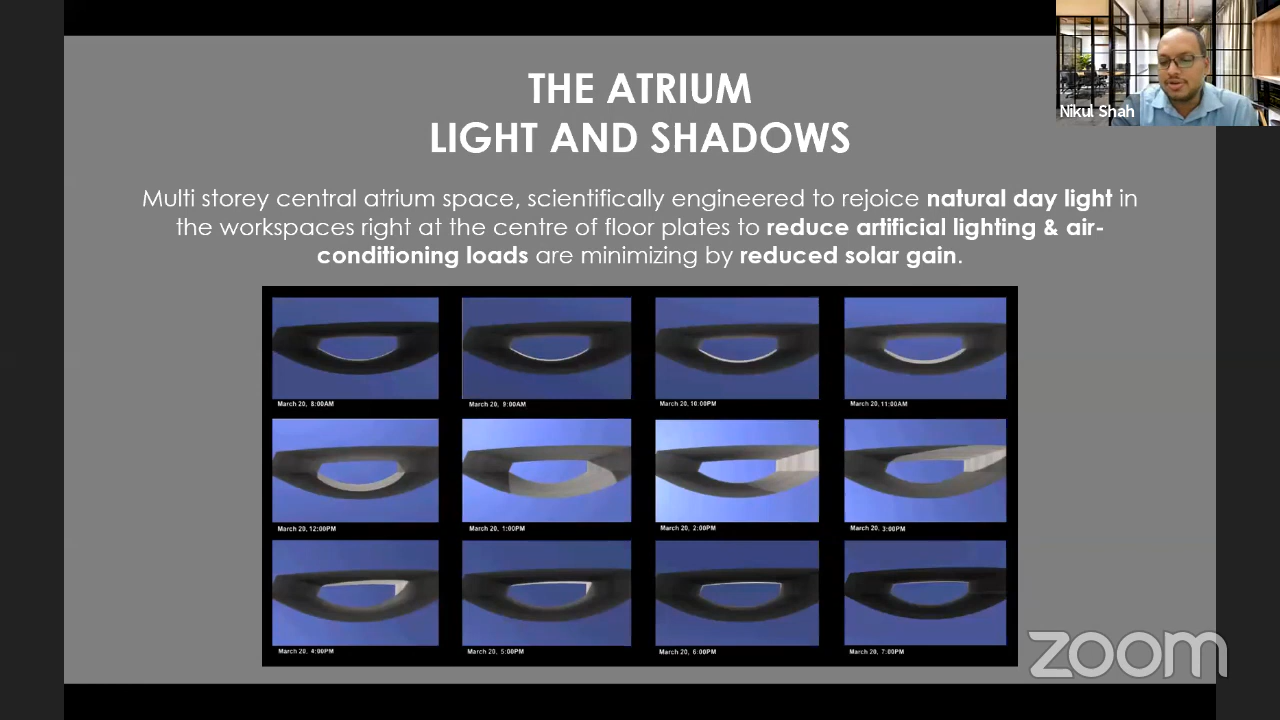 THE ATRIUM
LIGHT AND SHADOWS
Nikul Shah
Multi storey central atrium space, scientifically engineered to rejoice natural day light in
the workspaces right at the centre of floor plates to reduce artificial lighting & air-
conditioning loads are minimizing by reduced solar gain.
March 20, 8:00AM
March 20, 9:00AM
March 20, 10:00PM
March 20, 11:00AM
March 20, 12:00PM
March 20, 1:00PM
March 20, 2:00PM
March 20, 3:00PM
March 20, 4:00PM
March 20, 5:00PM
March 20, 6:00PM
March 20, 7:00PM
zoom